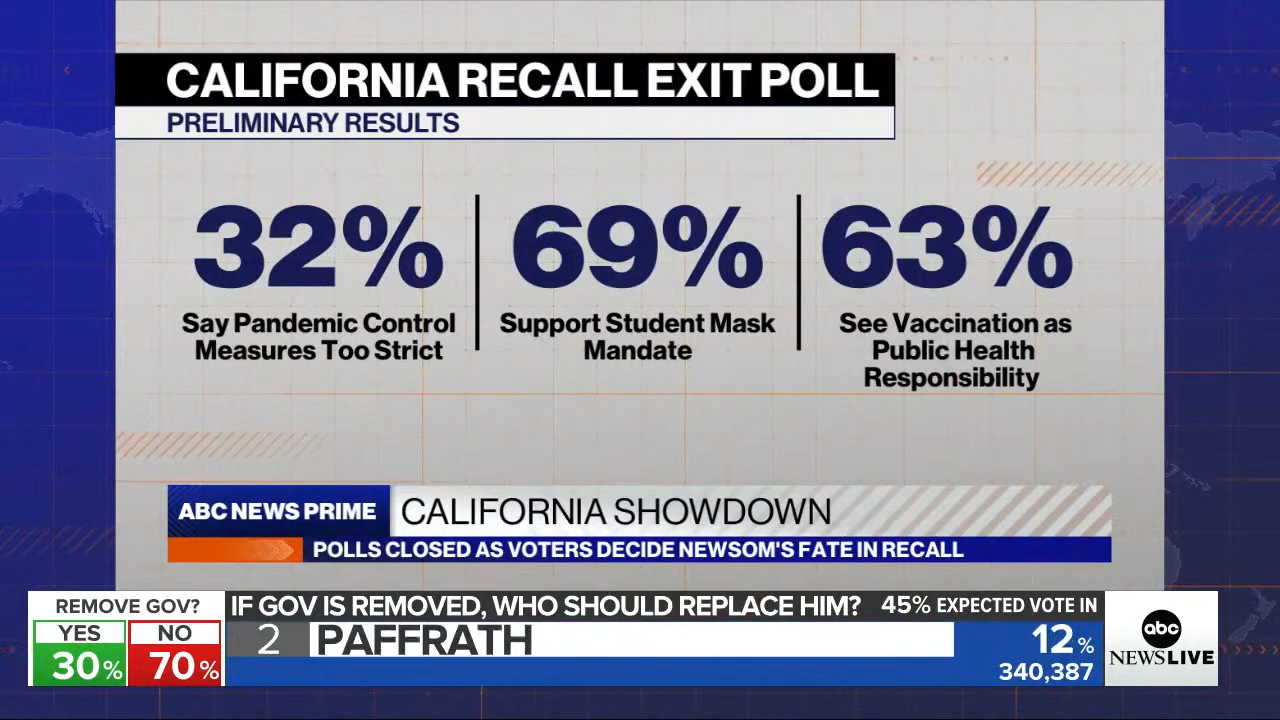 CALIFORNIA RECALL EXIT POLL
PRELIMINARY RESULTS
32%
Say Pandemic Control
Measures Too Strict
69%
Support Student Mask
Mandate
63%
See Vaccination as
Public Health
Responsibility
ABC NEWS PRIME
CALIFORNIA SHOWDOWN
POLLS CLOSED AS VOTERS DECIDE NEWSOM'S FATE IN RECALL
REMOVE GOV?
YES
30%
NO
70%
IF GOV IS REMOVED, WHO SHOULD REPLACE HIM?
45% EXPECTED VOTE IN
2 PAFFRATH
12%
340,387
abc
NEWS LIVE